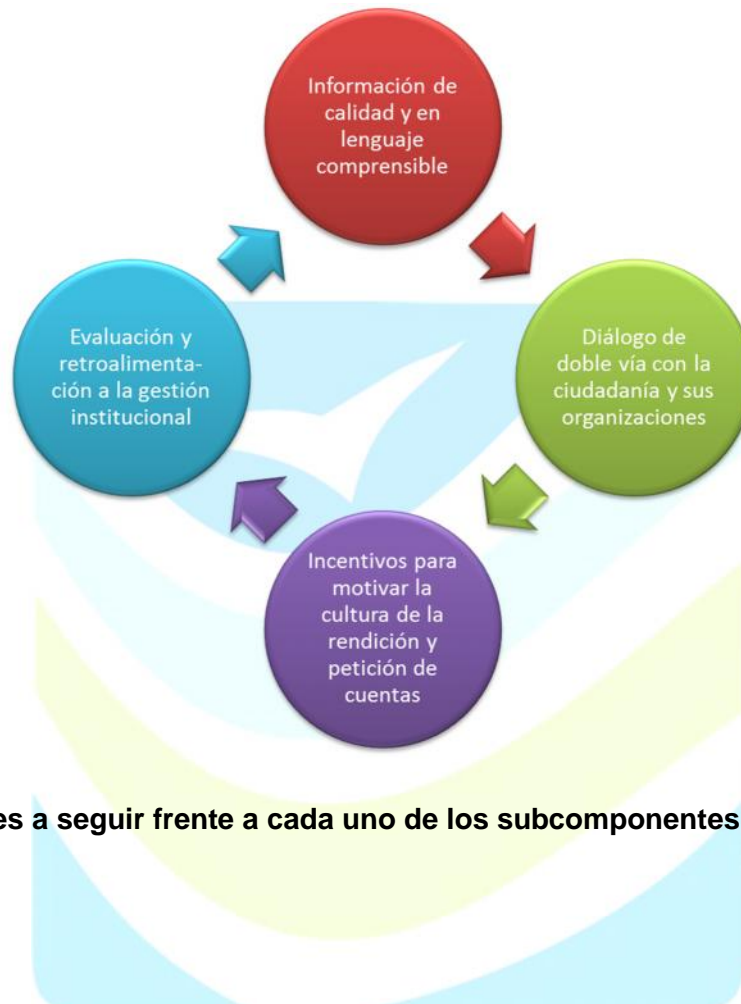 Información de
calidad y en
lenguaje
comprensible
Diálogo de
doble vía con la
ciudadanía y sus
organizaciones
Incentivos para
motivar la
cultura de la
rendición y
petición de
cuentas
Evaluación y
retroalimenta-
ción a la gestión
institucional
es a seguir frente a cada uno de los subcomponentes